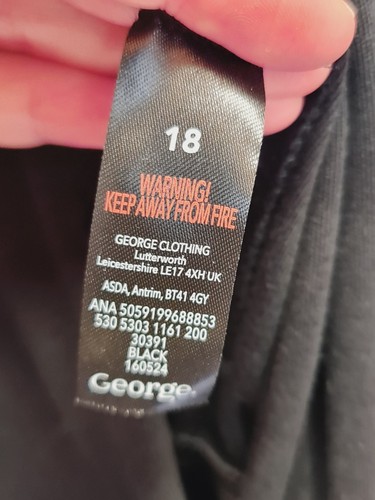 18
WARNING!
KEEP AWAY FROM FIRE
GEORGE CLOTHING
Lutterworth
Leicestershire LE17 4XH UK
ASDA, Antrim, BT41 4GY
ANA 5059199688853
530 5303 1161 200
30391
BLACK
160524
George.